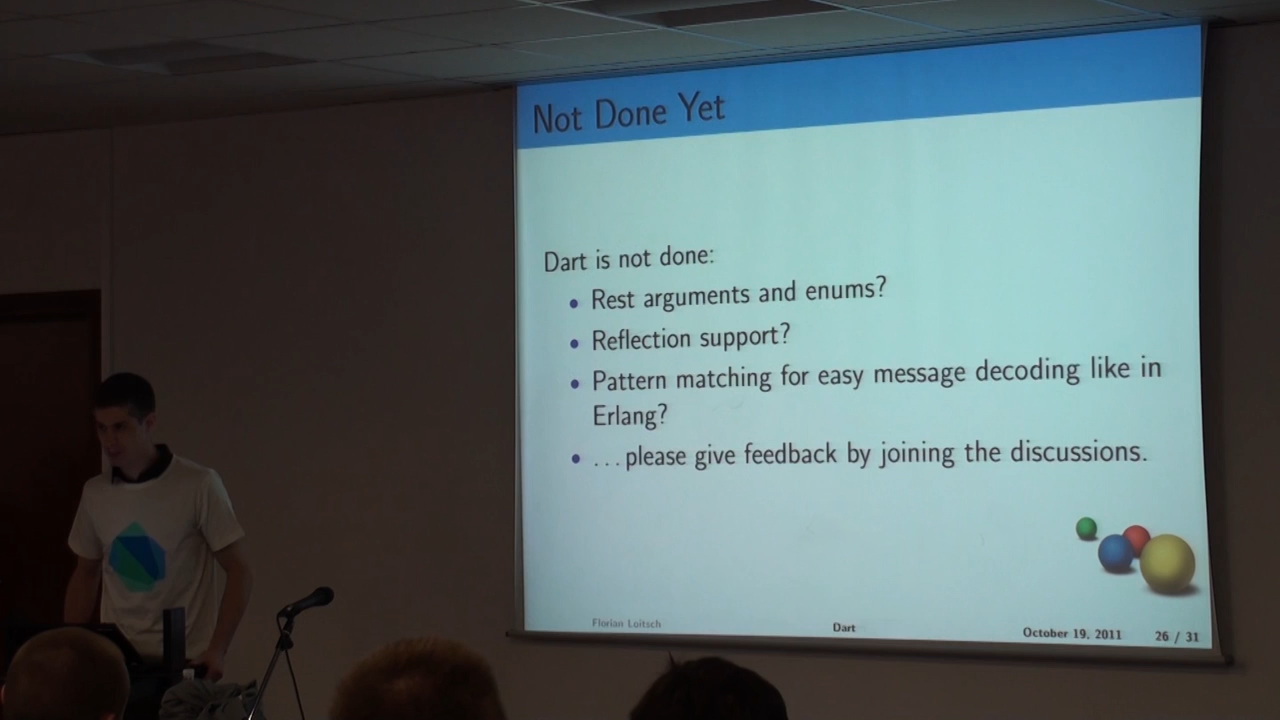 Not Done Yet
Dart is not done:
• Rest arguments and enums?
• Reflection support?
• Pattern matching for easy message decoding like in
Erlang?
• ...please give feedback by joining the discussions.
Florian Loitsch Dart October 19, 2011 26 / 31